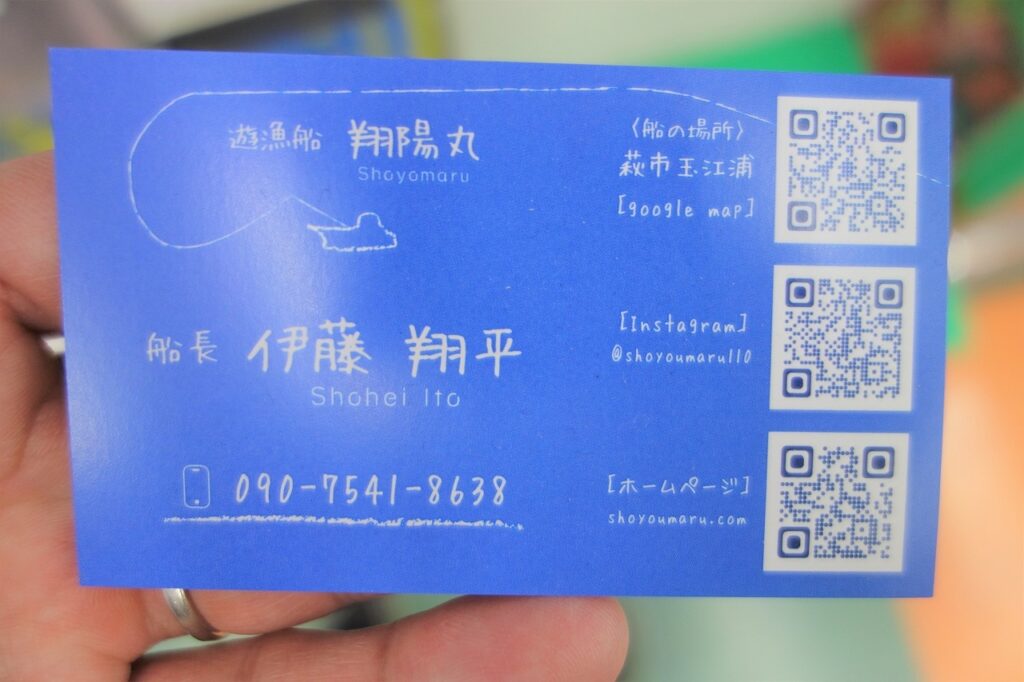 遊漁船 翔陽丸
Shoyomaru
船長 伊藤 翔平
Shohei Ito
090-7541-8638
〈船の場所〉
萩市玉江浦
[google map]
[Instagram]
@shoyoumaru110
[ホームページ]
shoyoumaru.com